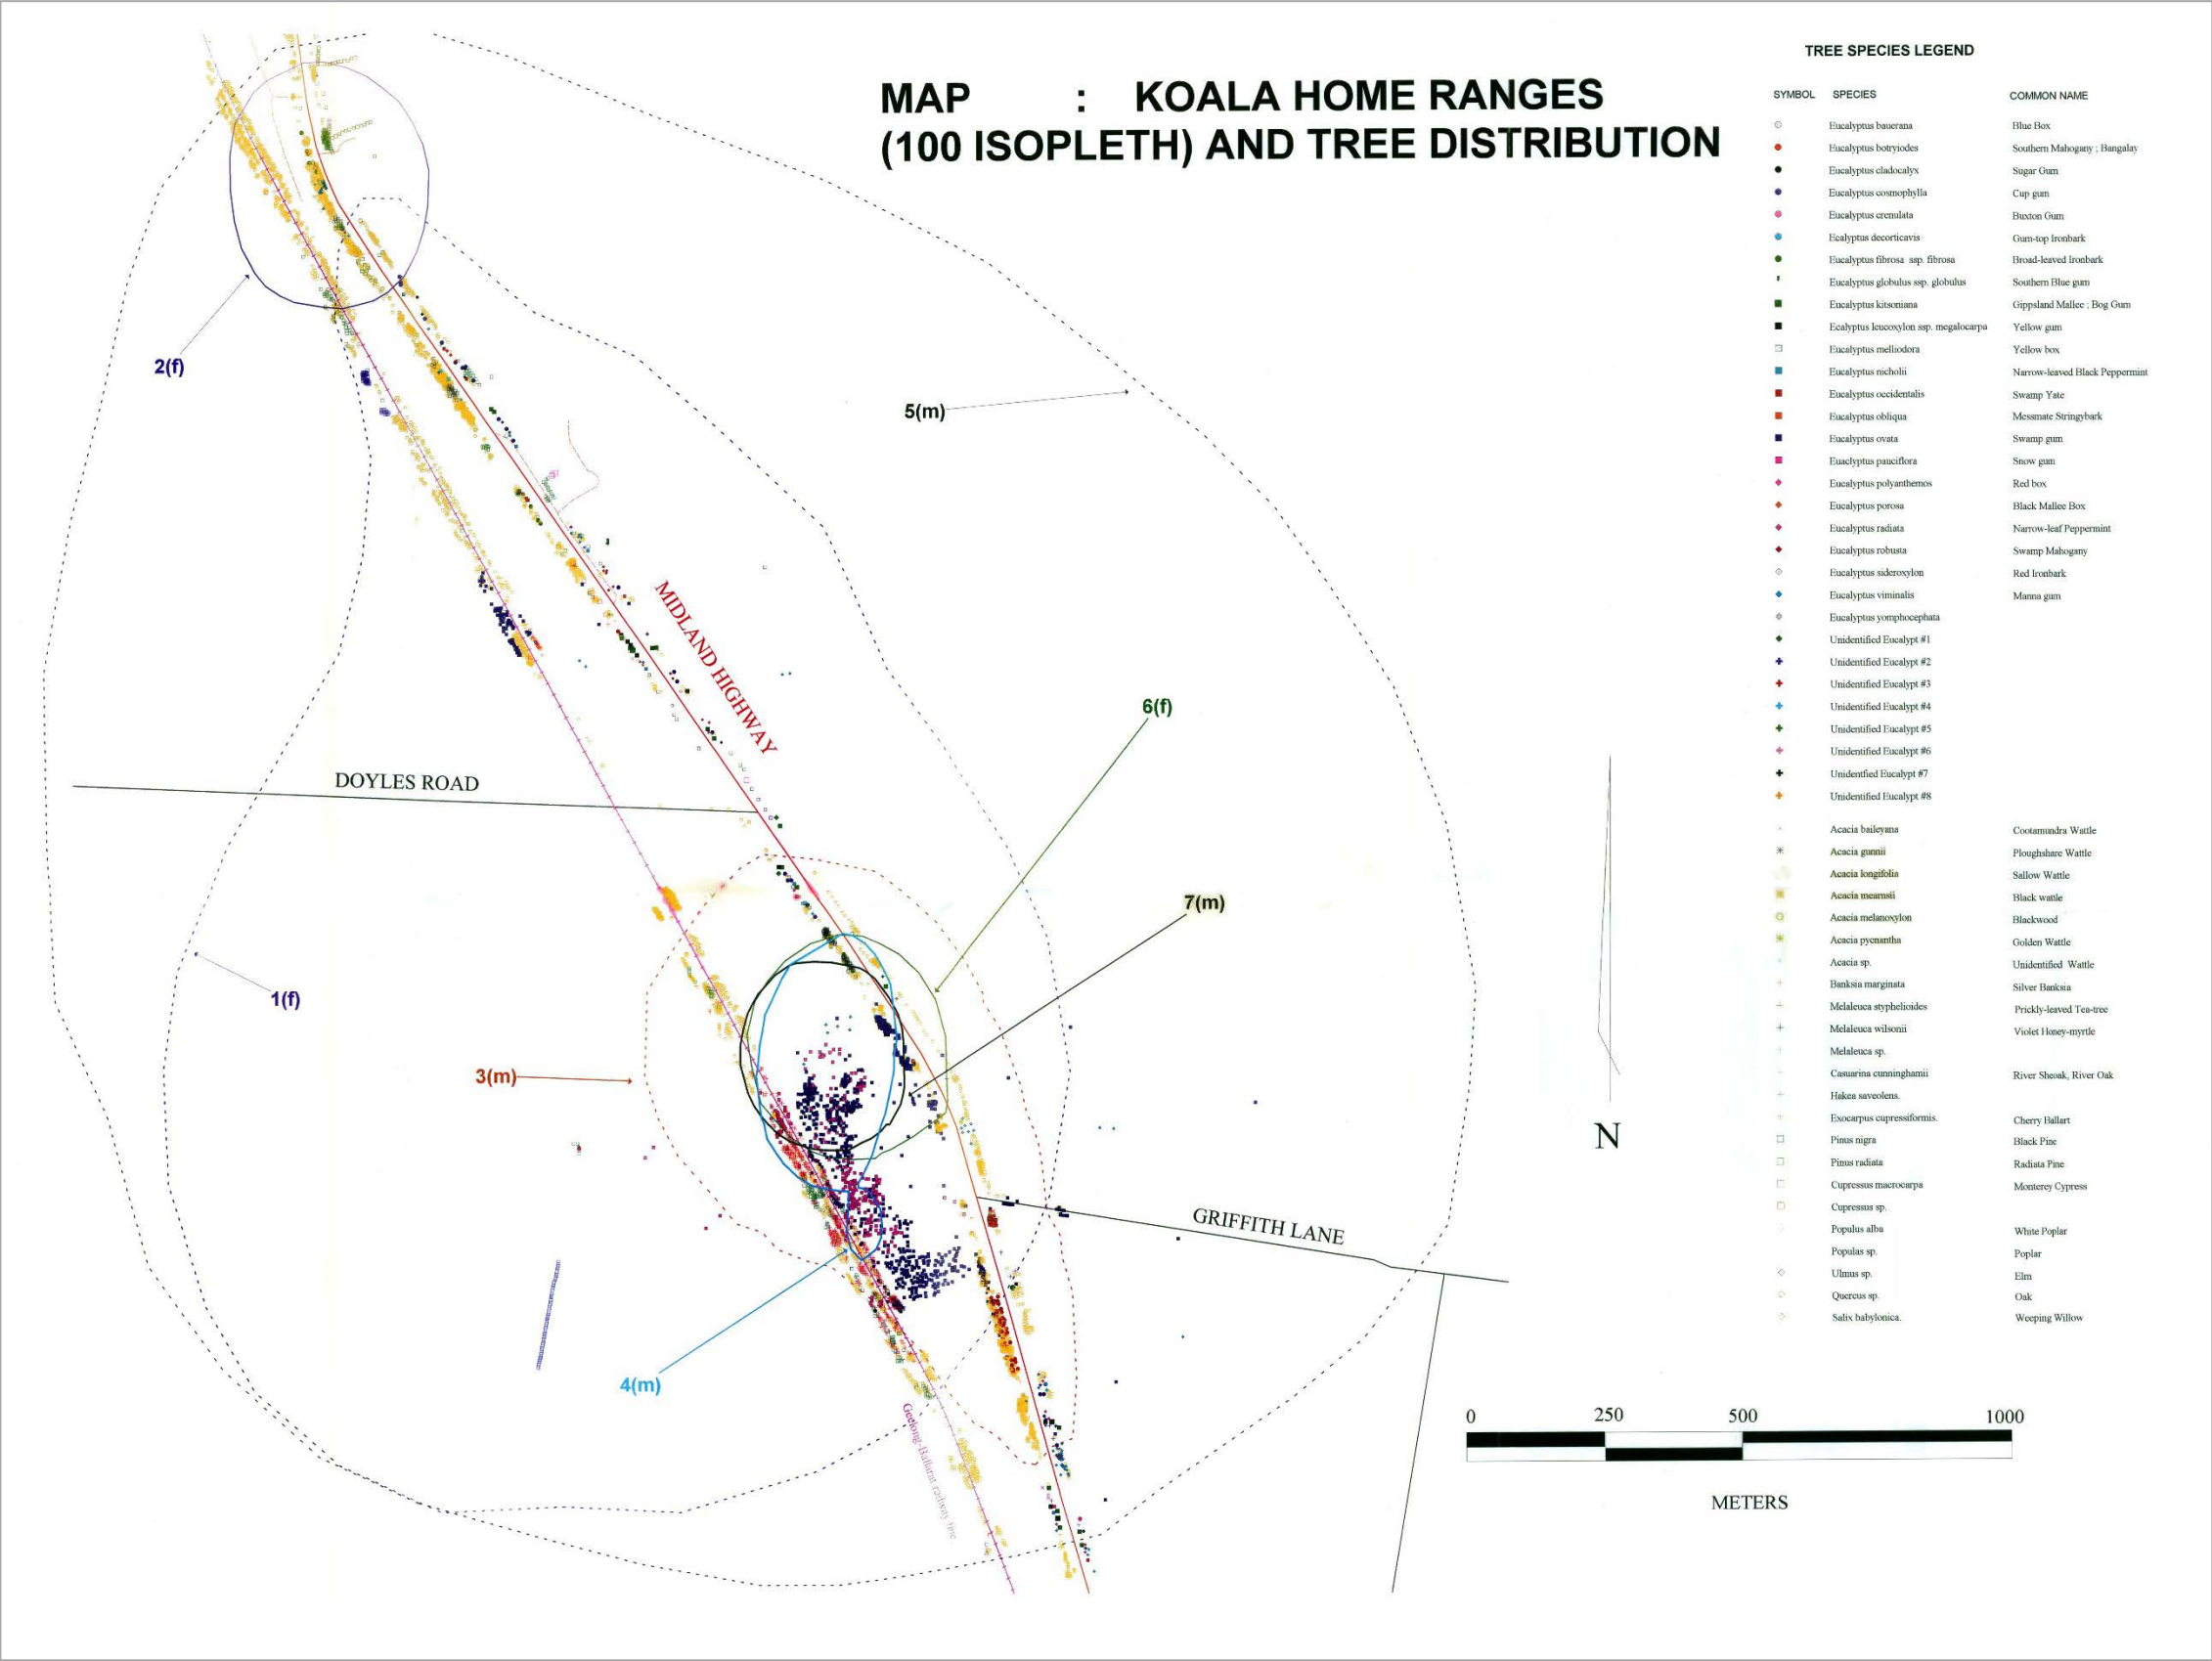 MAP : KOALA HOME RANGES
(100 ISOPLETH) AND TREE DISTRIBUTION
2(f)
5(m)
MIDLAND HIGHWAY
6(f)
DOYLES ROAD
7(m)
1(f)
3(m)
GRIFFITH LANE
4(m)
Geelong-Ballarat railway line
N
0 250 500 1000
METERS
TREE SPECIES LEGEND
SYMBOL SPECIES COMMON NAME
Eucalyptus bauerana Blue Box
Eucalyptus botryiodes Southern Mahogany ; Bangalay
Eucalyptus cladocalyx Sugar Gum
Eucalyptus cosmophylla Cup gum
Eucalyptus crenulata Buxton Gum
Ecalyptus decorticavis Gum-top Ironbark
Eucalyptus fibrosa ssp. fibrosa Broad-leaved Ironbark
Eucalyptus globulus ssp. globulus Southern Blue gum
Eucalyptus kitsoniana Gippsland Mallee ; Bog Gum
Ecalyptus leucoxylon ssp. megalocarpa Yellow gum
Eucalyptus melliodora Yellow box
Eucalyptus nicholii Narrow-leaved Black Peppermint
Eucalyptus occidentalis Swamp Yate
Eucalyptus obliqua Messmate Stringybark
Eucalyptus ovata Swamp gum
Euaclyptus pauciflora Snow gum
Eucalyptus polyanthemos Red box
Eucalyptus porosa Black Mallee Box
Eucalyptus radiata Narrow-leaf Peppermint
Eucalyptus robusta Swamp Mahogany
Eucalyptus sideroxylon Red Ironbark
Eucalyptus viminalis Manna gum
Eucalyptus yomphocephata
Unidentified Eucalypt #1
Unidentified Eucalypt #2
Unidentified Eucalypt #3
Unidentified Eucalypt #4
Unidentified Eucalypt #5
Unidentified Eucalypt #6
Unidentfied Eucalypt #7
Unidentified Eucalypt #8
Acacia baileyana Cootamundra Wattle
Acacia gunnii Ploughshare Wattle
Acacia longifolia Sallow Wattle
Acacia mearnsii Black wattle
Acacia melanoxylon Blackwood
Acacia pycnantha Golden Wattle
Acacia sp. Unidentified Wattle
Banksia marginata Silver Banksia
Melaleuca styphelioides Prickly-leaved Tea-tree
Melaleuca wilsonii Violet Honey-myrtle
Melaleuca sp.
Casuarina cunninghamii River Sheoak, River Oak
Hakea saveolens.
Exocarpus cupressiformis. Cherry Ballart
Pinus nigra Black Pine
Pinus radiata Radiata Pine
Cupressus macrocarpa Monterey Cypress
Cupressus sp.
Populus alba White Poplar
Populas sp. Poplar
Ulmus sp. Elm
Quercus sp. Oak
Salix babylonica. Weeping Willow